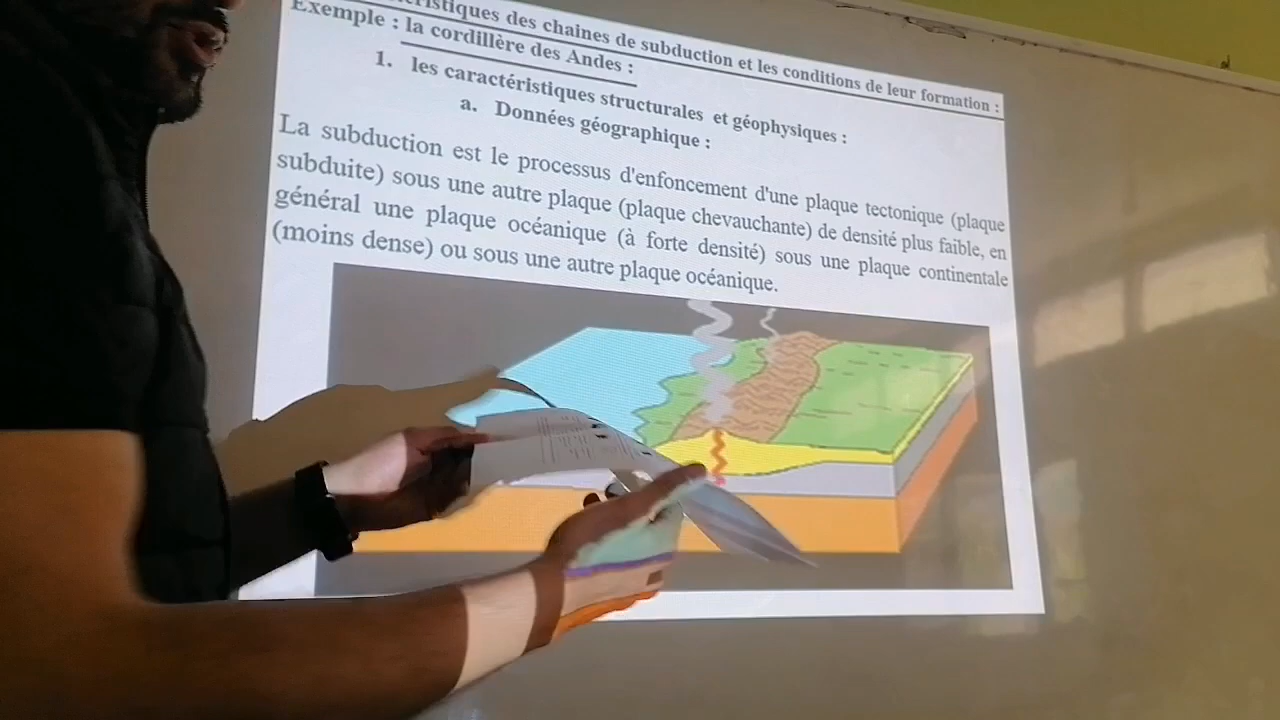 des chaines de subduction et les conditions de leur formation :
Exemple : la cordillère des Andes :
1. les caractéristiques structurales et géophysiques :
a. Données géographique :
La subduction est le processus d'enfoncement d'une plaque tectonique (plaque
subduite) sous une autre plaque (plaque chevauchante) de densité plus faible, en
général une plaque océanique (à forte densité) sous une plaque continentale
(moins dense) ou sous une autre plaque océanique.